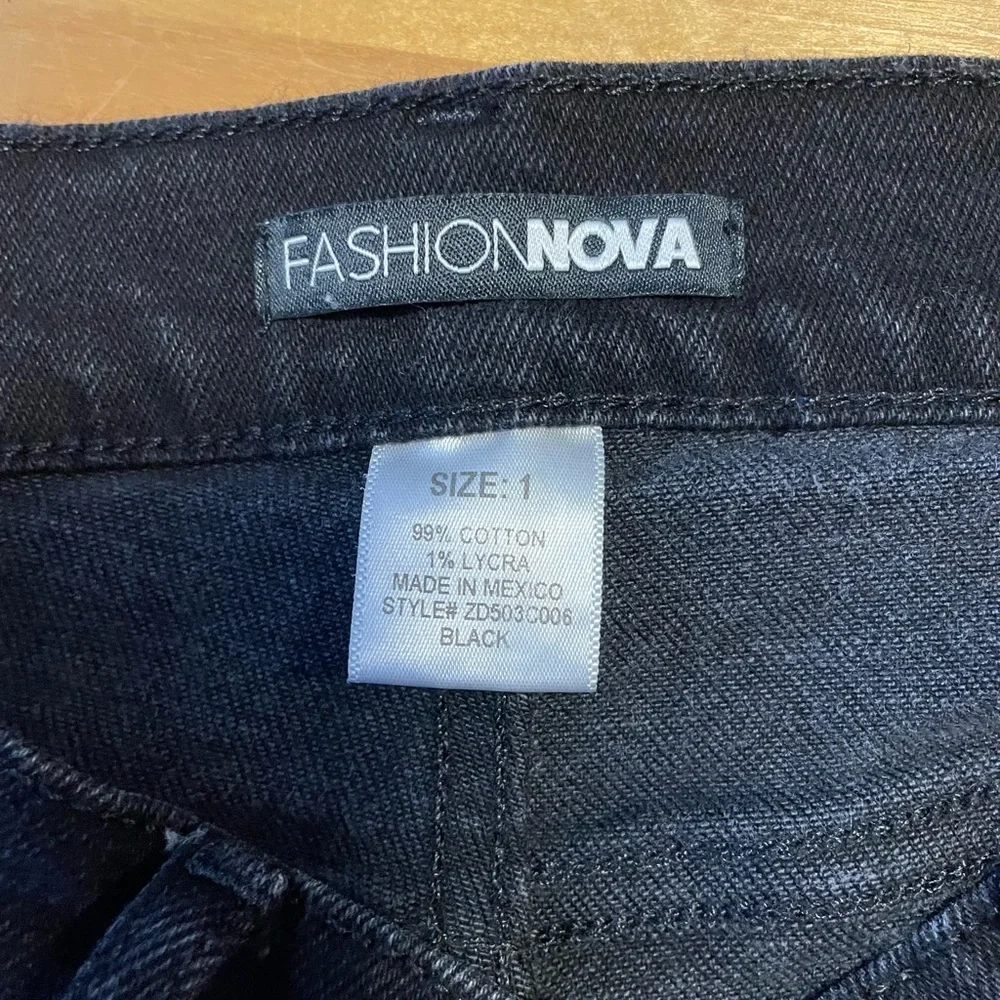 FASHIONNOVA
SIZE: 1
99% COTTON
1% LYCRA
MADE IN MEXICO
STYLE# ZD503C006
BLACK